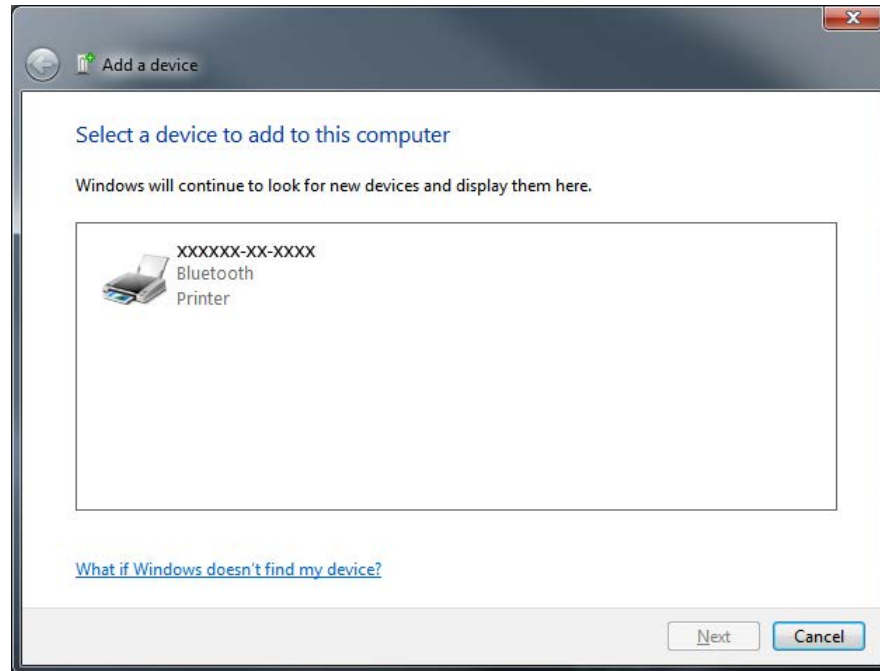 Add a device
Select a device to add to this computer
Windows will continue to look for new devices and display them here.
XXXXXX-XX-XXXX
Bluetooth
Printer
What if Windows doesn't find my device?
Next Cancel